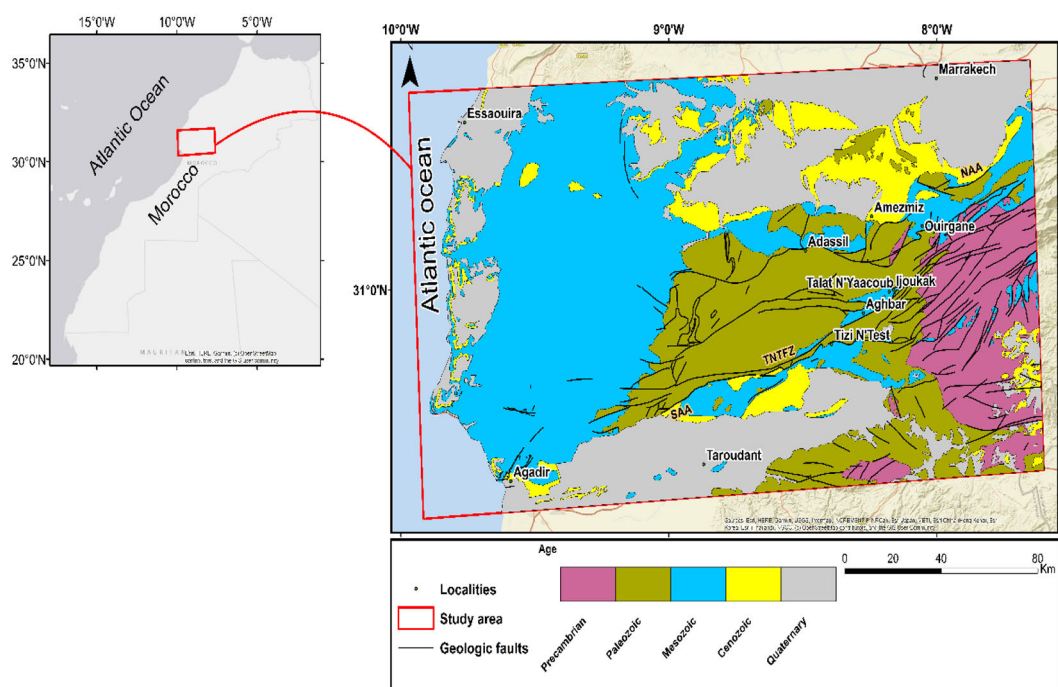 15°0'W 10°0'W 5°0'W
35°0'N
30°0'N
25°0'N
20°0'N
Atlantic Ocean
Morocco
MOROCCO
10°0'W 9°0'W 8°0'W
31°0'N
Atlantic ocean
Marrakech
Essaouira
NAA
Amezmiz
Ouirgane
Adassil
Talat N'Yaacoub Ijoukak
Aghbar
Tizi N'Test
TNTFZ
SAA
Taroudant
Agadir
Age
Localities
Study area
Geologic faults
Precambrian
Paleozoic
Mesozoic
Cenozoic
Quaternary
0 20 40 80
Km